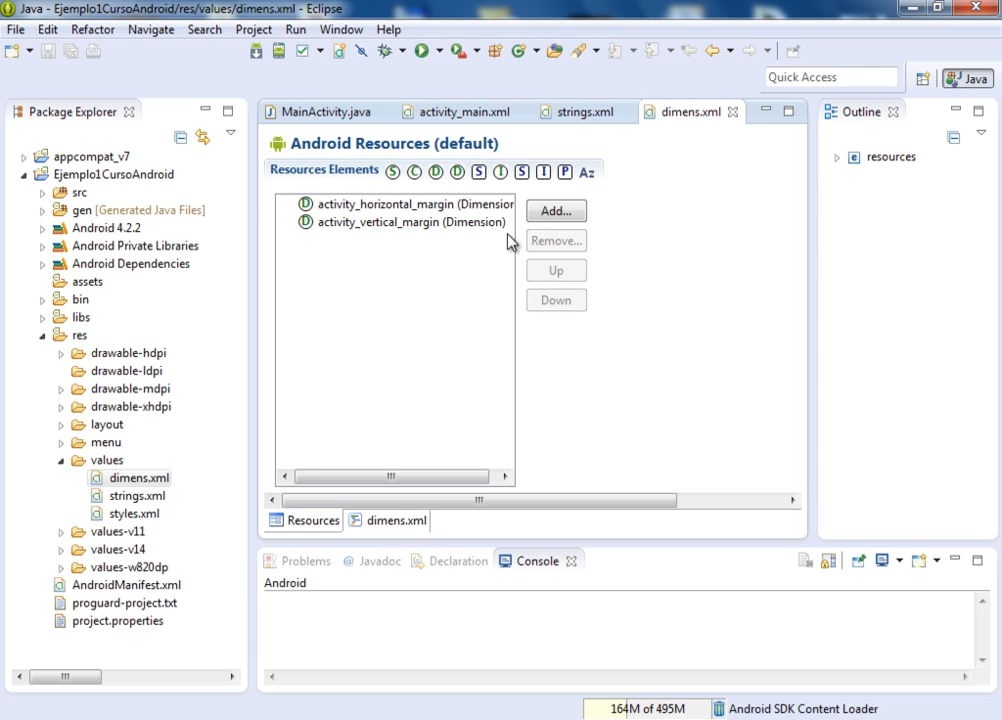 Java - Ejemplo1CursoAndroid/res/values/dimens.xml - Eclipse
File Edit Refactor Navigate Search Project Run Window Help
Quick Access
Java
Package Explorer
MainActivity.java activity_main.xml strings.xml dimens.xml
Outline
appcompat_v7
Ejemplo1CursoAndroid
src
gen [Generated Java Files]
Android 4.2.2
Android Private Libraries
Android Dependencies
assets
bin
libs
res
drawable-hdpi
drawable-ldpi
drawable-mdpi
drawable-xhdpi
layout
menu
values
dimens.xml
strings.xml
styles.xml
values-v11
values-v14
values-w820dp
AndroidManifest.xml
proguard-project.txt
project.properties
Android Resources (default)
Resources Elements S C D D S I S I P Az
D activity_horizontal_margin (Dimension
D activity_vertical_margin (Dimension)
Add...
Remove...
Up
Down
Resources dimens.xml
e resources
Problems @ Javadoc Declaration Console
Android
164M of 495M
Android SDK Content Loader